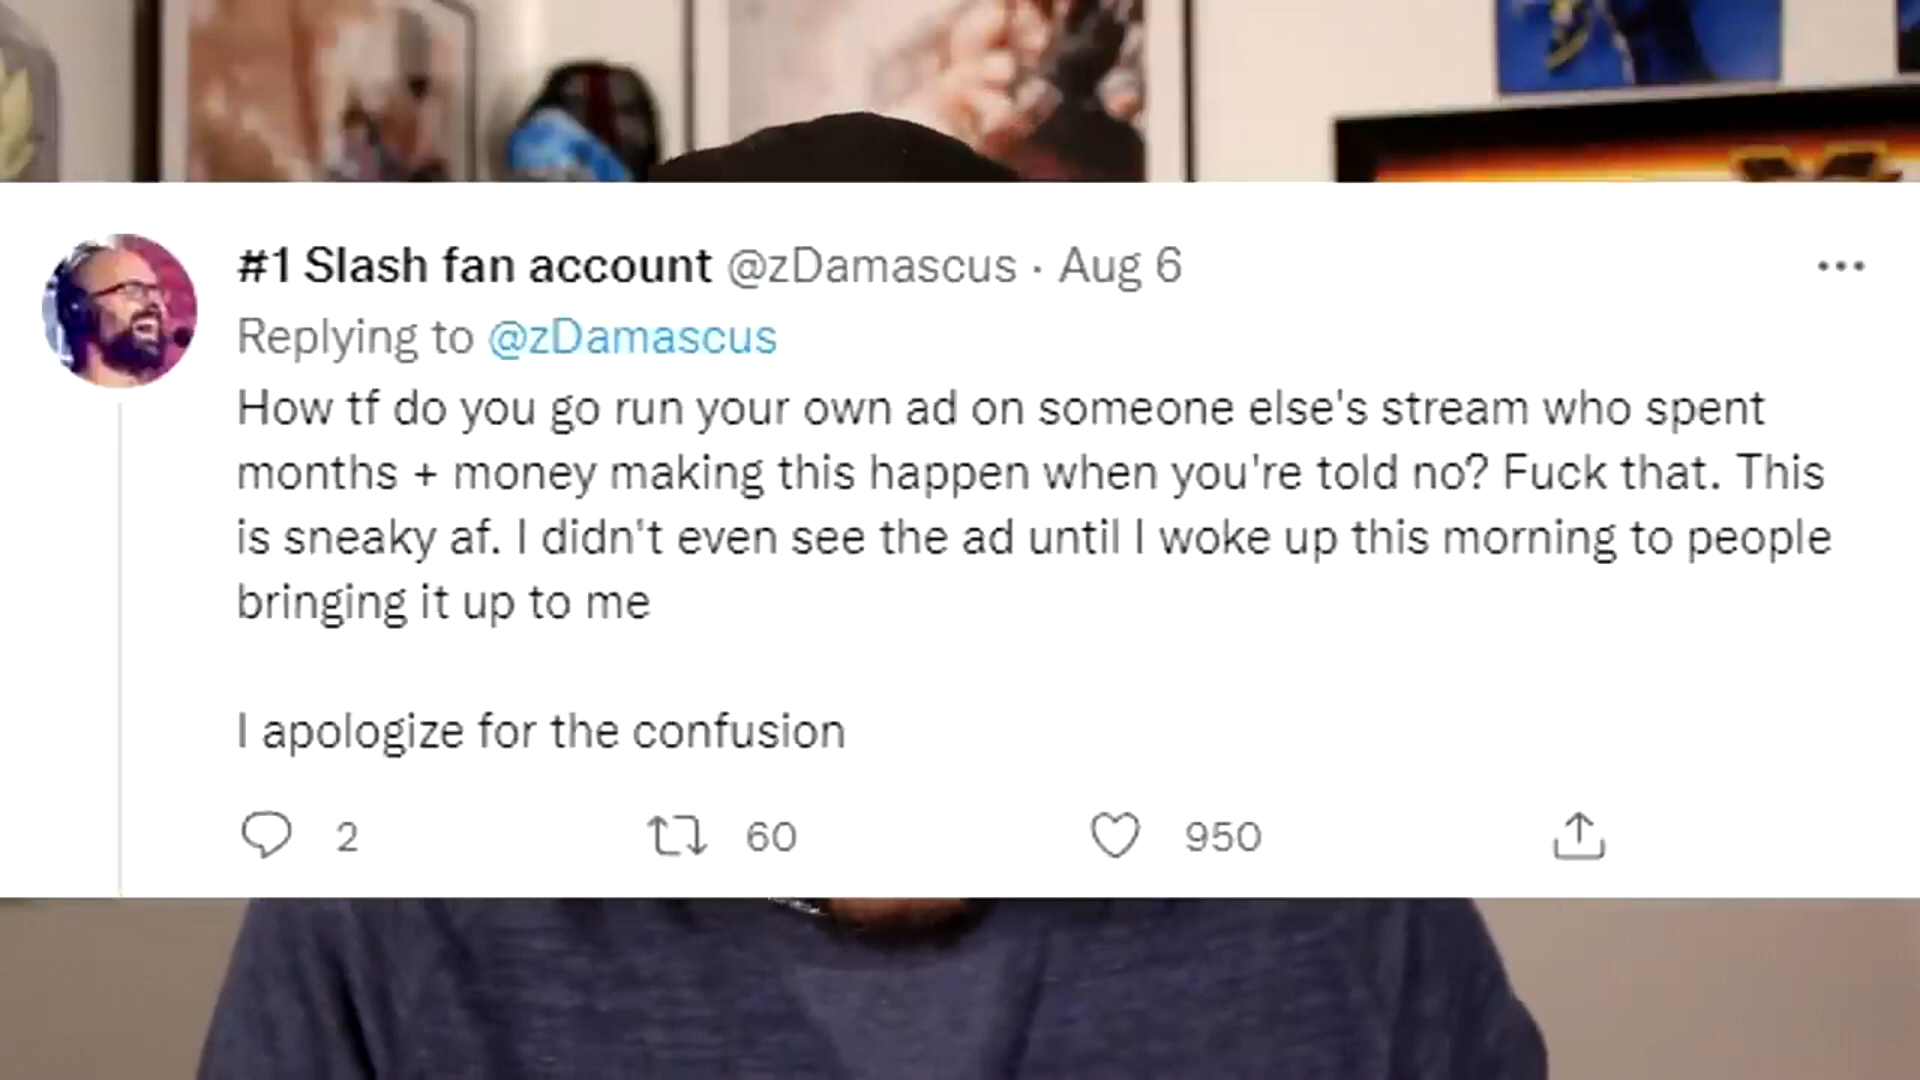 #1 Slash fan account @zDamascus · Aug 6
Replying to @zDamascus
How tf do you go run your own ad on someone else's stream who spent
months + money making this happen when you're told no? Fuck that. This
is sneaky af. I didn't even see the ad until I woke up this morning to people
bringing it up to me
I apologize for the confusion
2 60 950